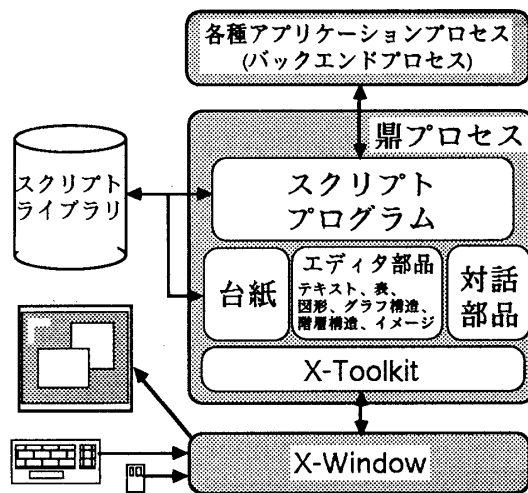 各種アプリケーションプロセス
(バックエンドプロセス)
鼎プロセス
スクリプト
ライブラリ
スクリプト
プログラム
台紙
エディタ部品
テキスト、表、
図形、グラフ構造、
階層構造、イメージ
対話
部品
X-Toolkit
X-Window